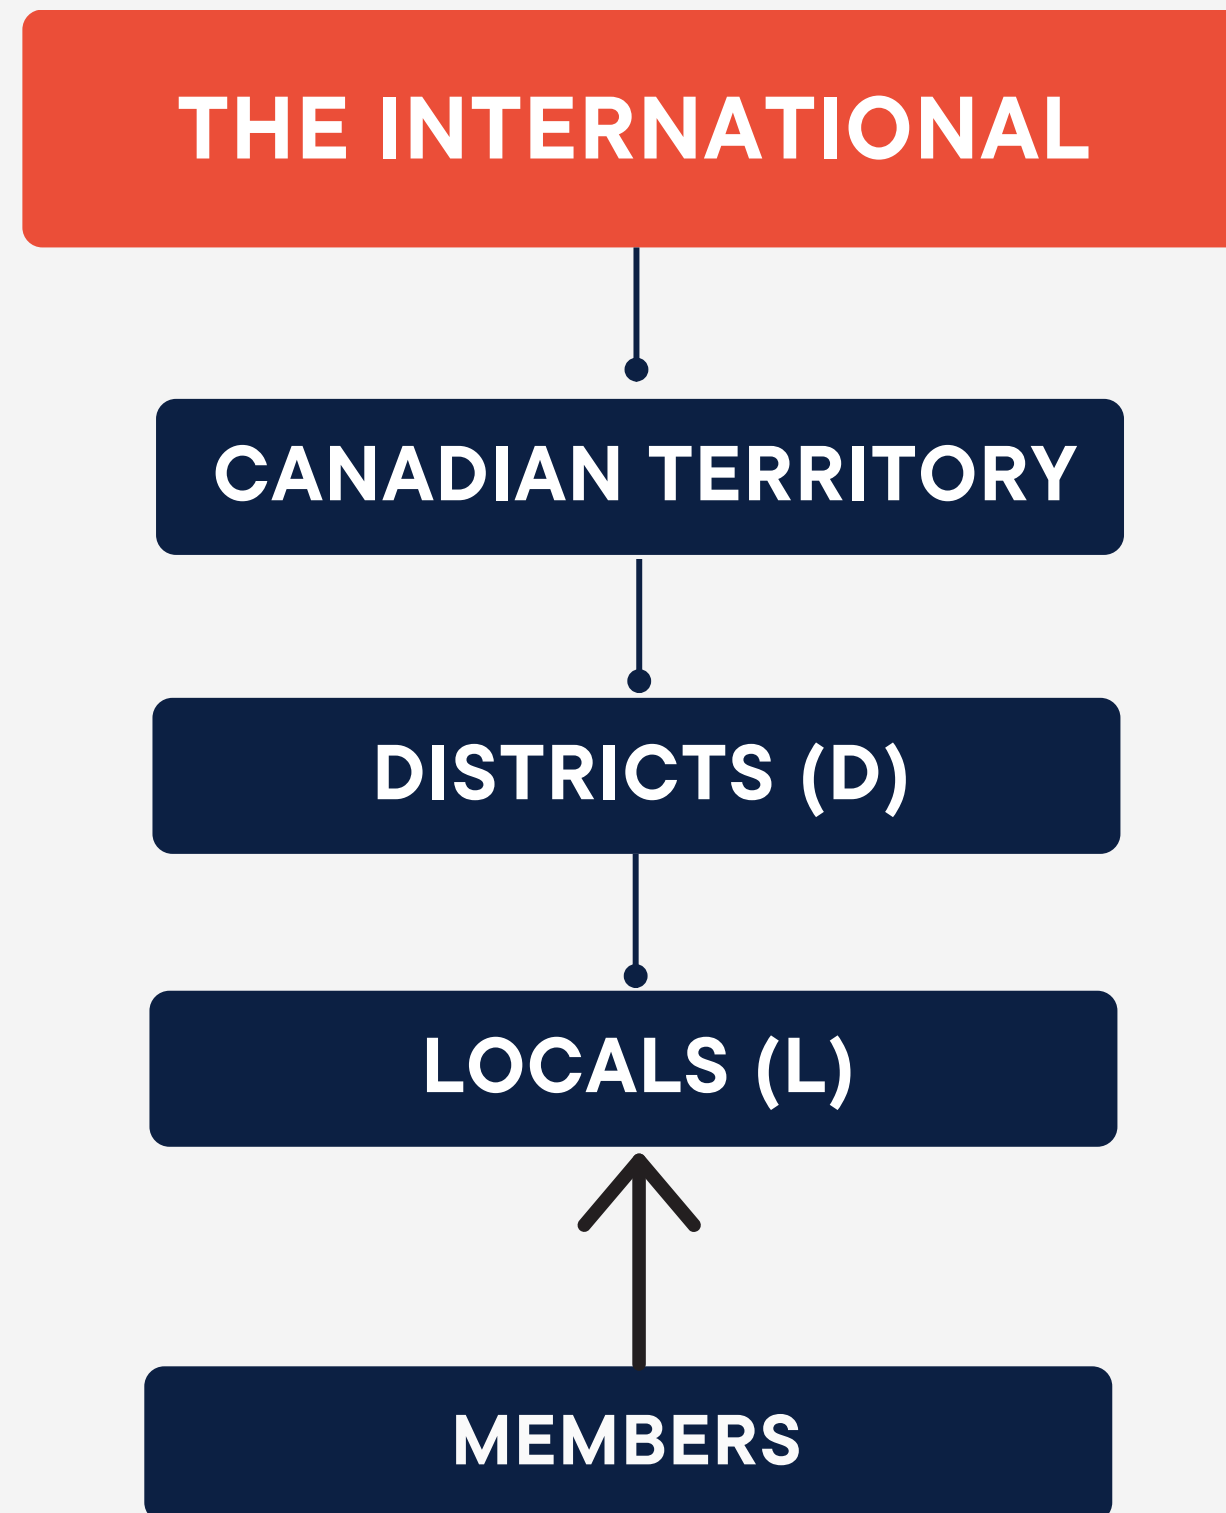 THE INTERNATIONAL
CANADIAN TERRITORY
DISTRICTS (D)
LOCALS (L)
MEMBERS